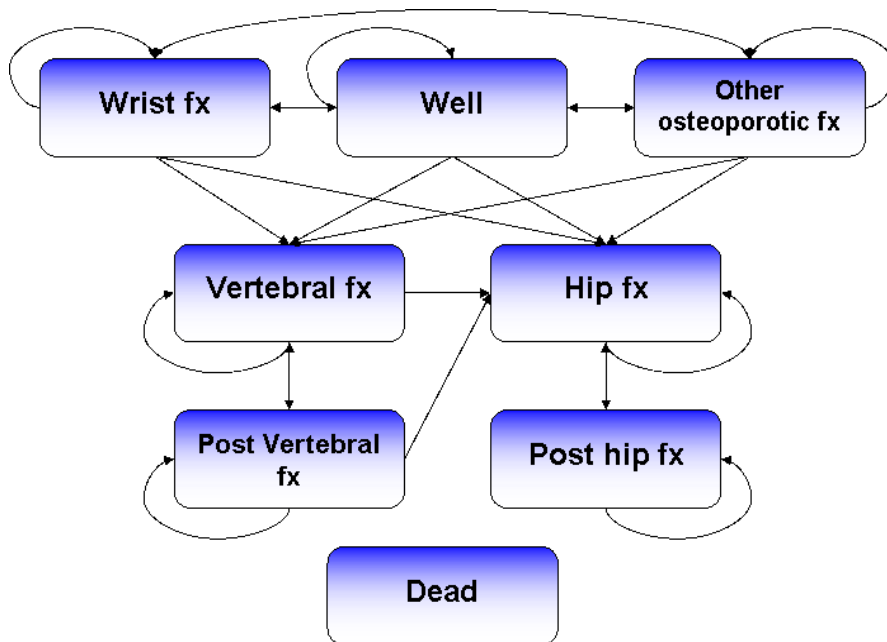 Wrist fx
Well
Other
osteoporotic fx
Vertebral fx
Hip fx
Post Vertebral
fx
Post hip fx
Dead